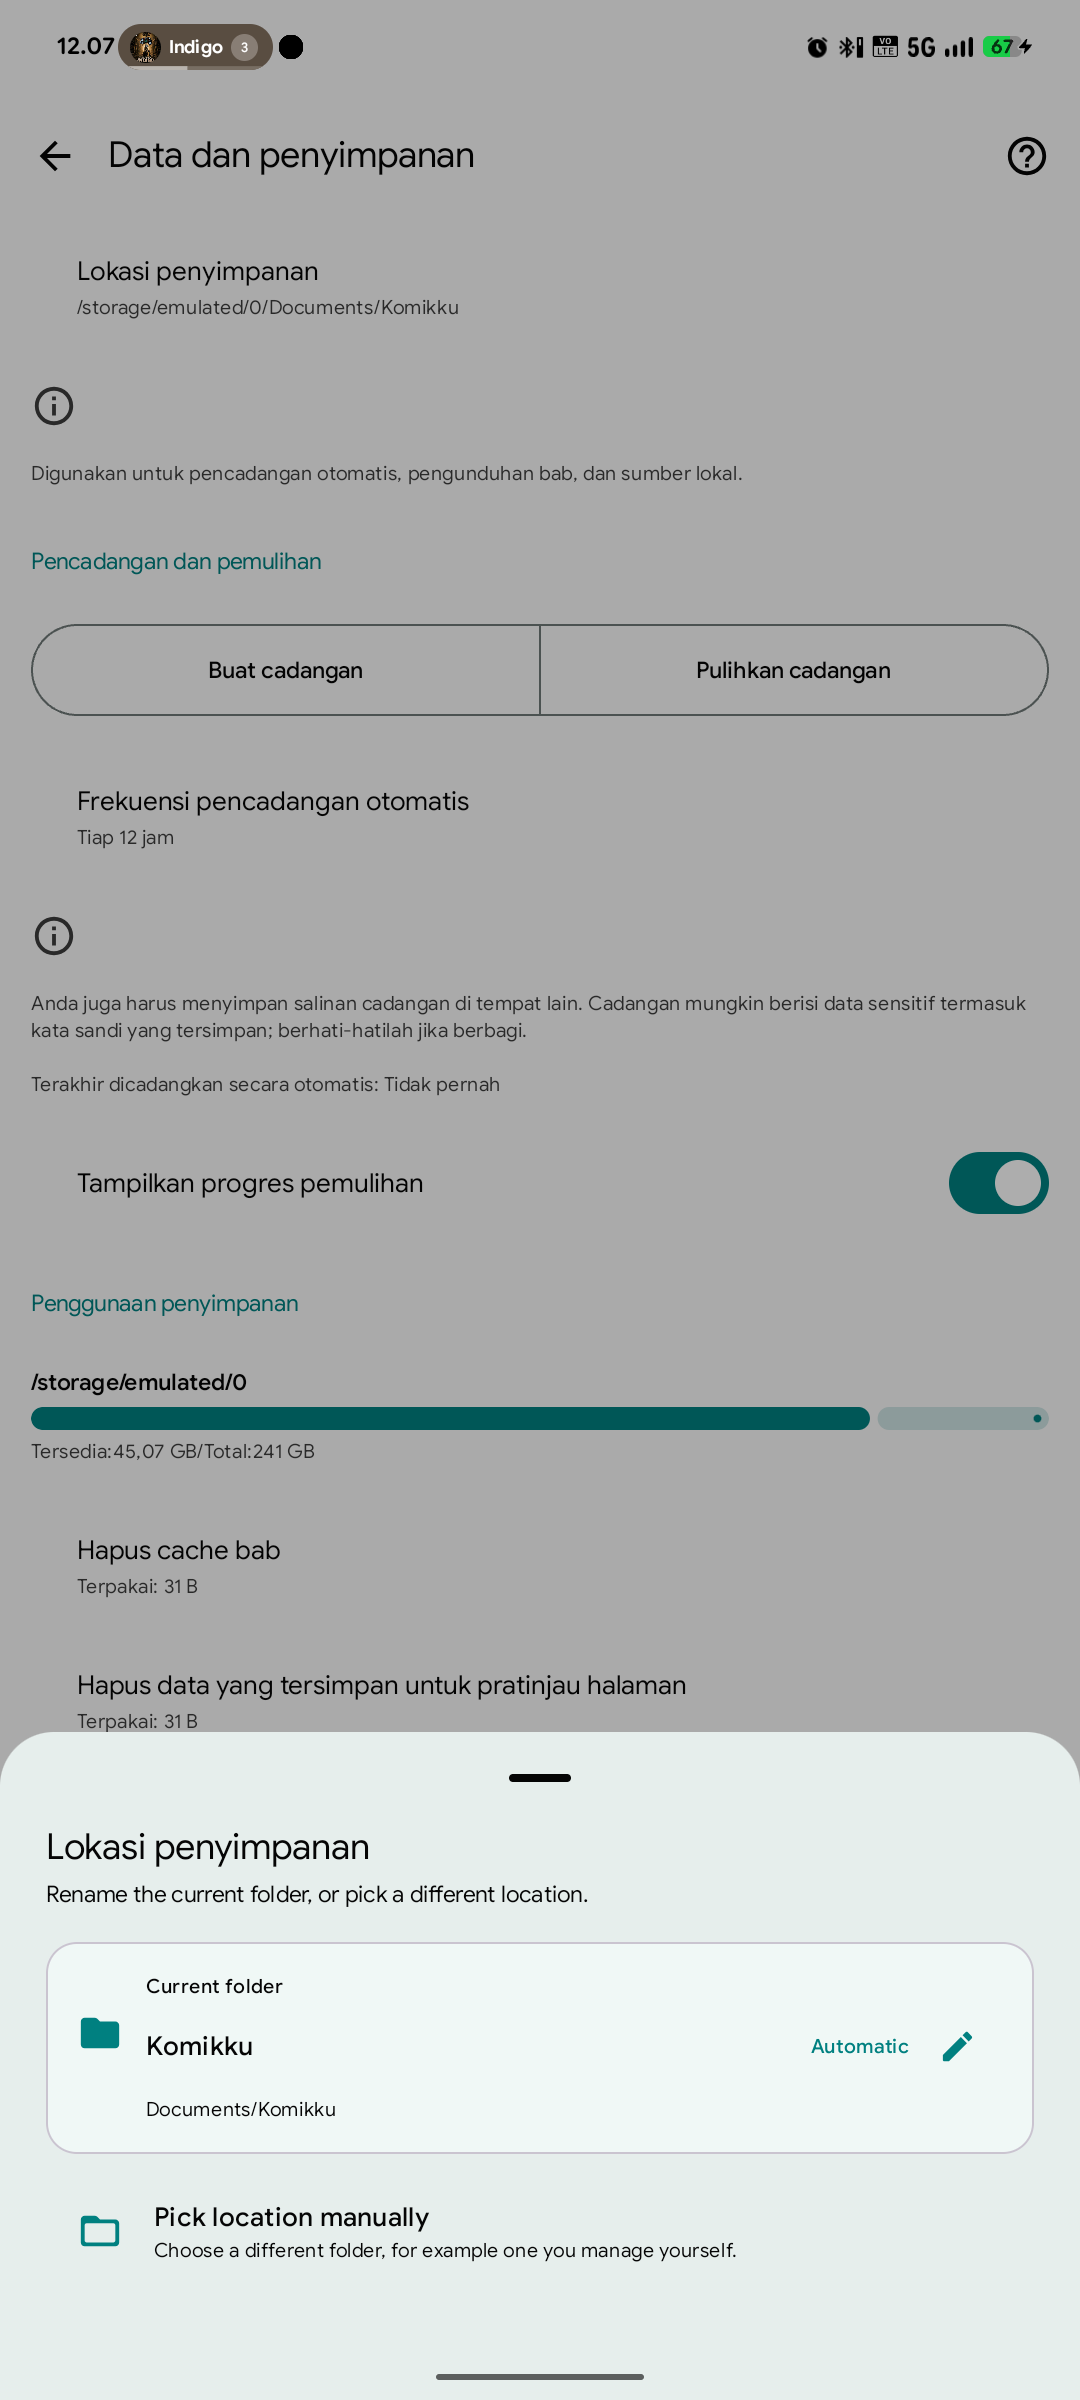 12.07
Indigo
3
VO
LTE
5G
67
Data dan penyimpanan
Lokasi penyimpanan
/storage/emulated/0/Documents/Komikku
Digunakan untuk pencadangan otomatis, pengunduhan bab, dan sumber lokal.
Pencadangan dan pemulihan
Buat cadangan
Pulihkan cadangan
Frekuensi pencadangan otomatis
Tiap 12 jam
Anda juga harus menyimpan salinan cadangan di tempat lain. Cadangan mungkin berisi data sensitif termasuk
kata sandi yang tersimpan; berhati-hatilah jika berbagi.
Terakhir dicadangkan secara otomatis: Tidak pernah
Tampilkan progres pemulihan
Penggunaan penyimpanan
/storage/emulated/0
Tersedia:45,07 GB/Total:241 GB
Hapus cache bab
Terpakai: 31 B
Hapus data yang tersimpan untuk pratinjau halaman
Terpakai: 31 B
Lokasi penyimpanan
Rename the current folder, or pick a different location.
Current folder
Komikku
Automatic
Documents/Komikku
Pick location manually
Choose a different folder, for example one you manage yourself.